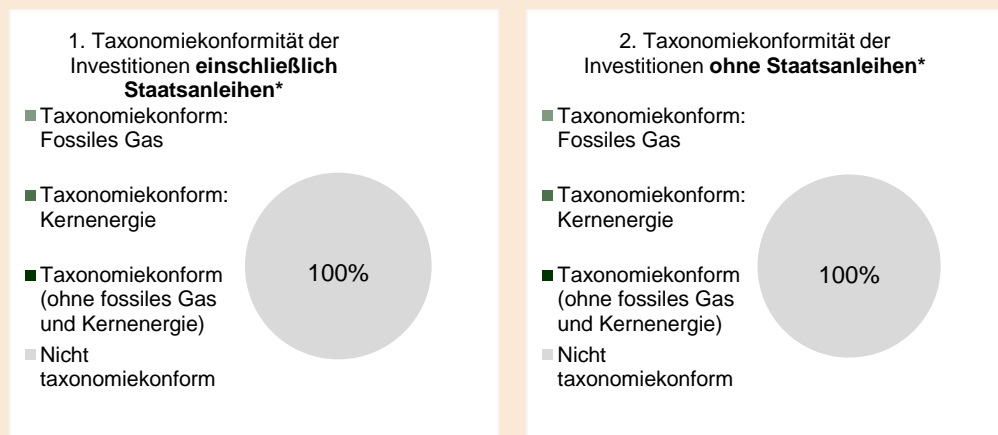 1. Taxonomiekonformität der
Investitionen einschließlich
Staatsanleihen*
Taxonomiekonform:
Fossiles Gas
Taxonomiekonform:
Kernenergie
Taxonomiekonform
(ohne fossiles Gas
und Kernenergie)
Nicht
taxonomiekonform
100%
2. Taxonomiekonformität der
Investitionen ohne Staatsanleihen*
Taxonomiekonform:
Fossiles Gas
Taxonomiekonform:
Kernenergie
Taxonomiekonform
(ohne fossiles Gas
und Kernenergie)
Nicht
taxonomiekonform
100%